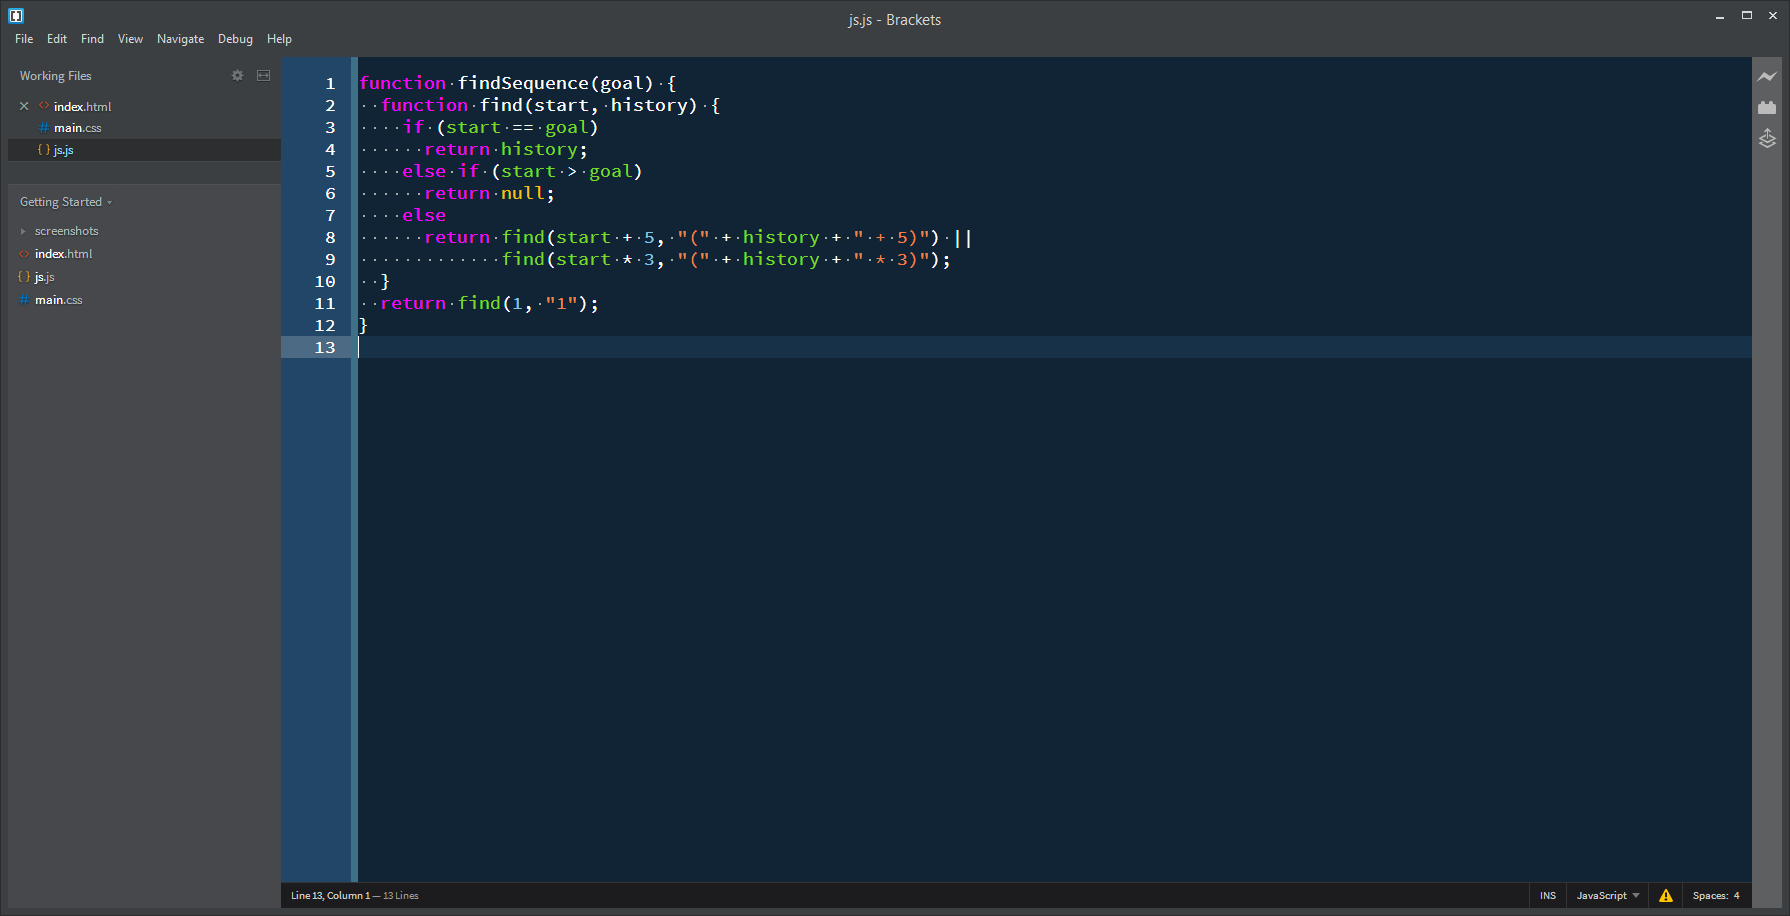 js.js - Brackets
File Edit Find View Navigate Debug Help
Working Files
index.html
main.css
js.js
Getting Started
screenshots
index.html
js.js
main.css
1 function findSequence(goal) {
2   function find(start, history) {
3     if (start == goal)
4       return history;
5     else if (start > goal)
6       return null;
7     else
8       return find(start + 5, "(" + history + " + 5)") ||
9              find(start * 3, "(" + history + " * 3)");
10   }
11   return find(1, "1");
12 }
13
Line 13, Column 1 — 13 Lines INS JavaScript Spaces: 4